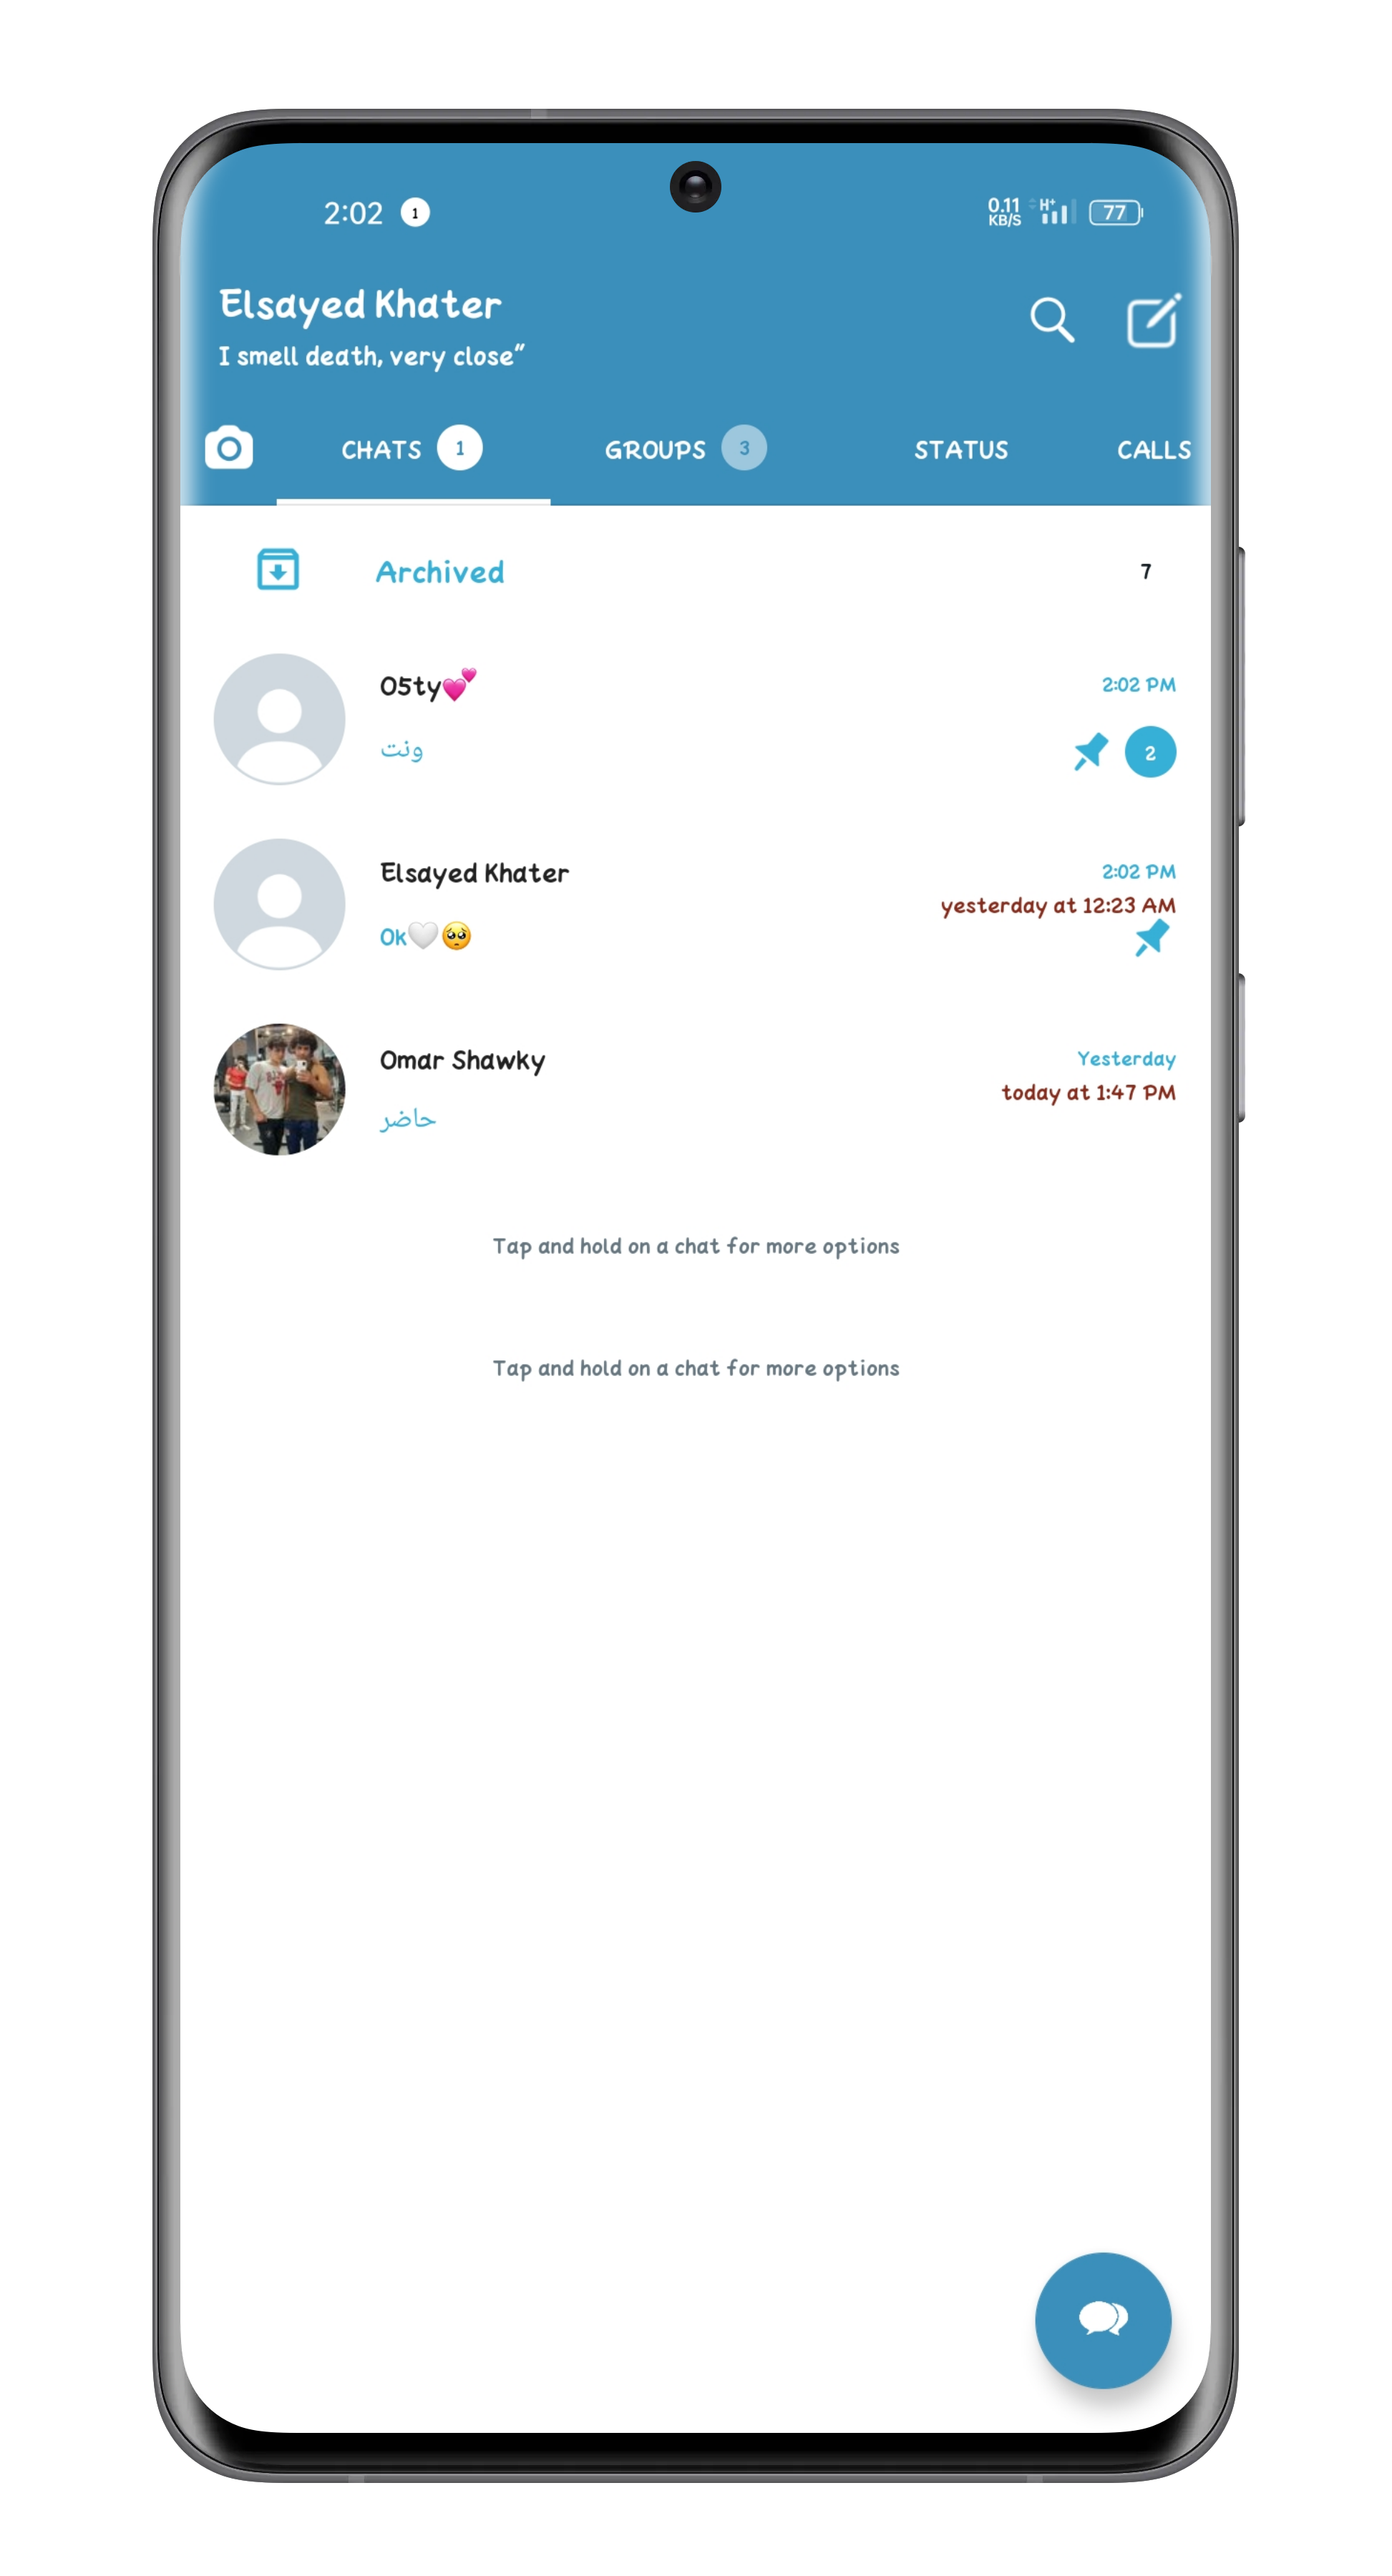 2:02 1 0.11 KB/S H+ 77
Elsayed Khater
I smell death, very close”
CHATS 1 GROUPS 3 STATUS CALLS
Archived 7
O5ty💕 2:02 PM
ونت 2
Elsayed Khater 2:02 PM
yesterday at 12:23 AM
Ok🤍🥺
Omar Shawky Yesterday
today at 1:47 PM
حاضر
Tap and hold on a chat for more options
Tap and hold on a chat for more options